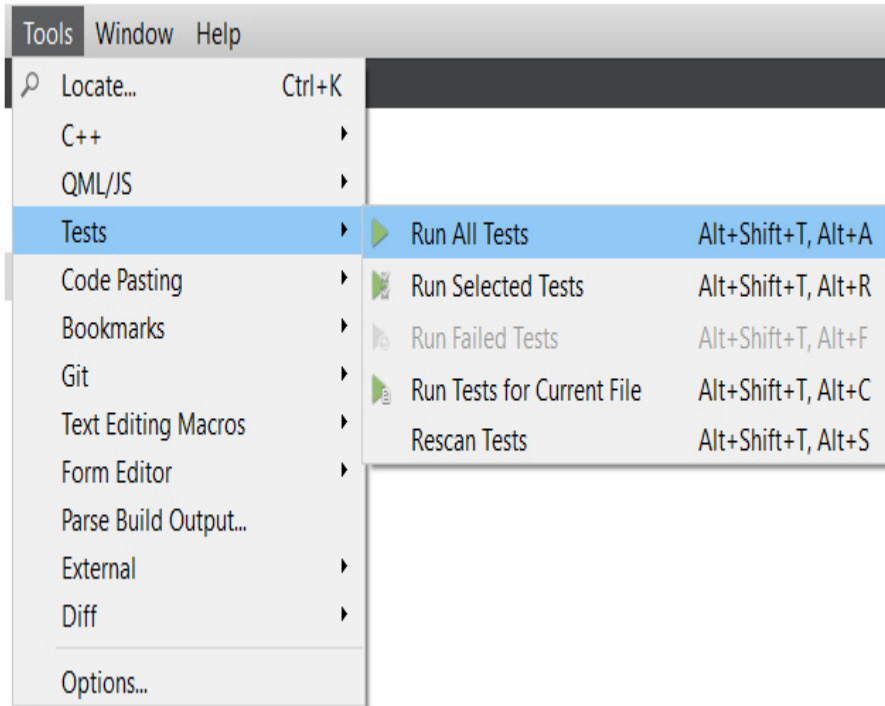 Tools Window Help
Locate... Ctrl+K
C++
QML/JS
Tests
Run All Tests Alt+Shift+T, Alt+A
Code Pasting
Run Selected Tests Alt+Shift+T, Alt+R
Bookmarks
Run Failed Tests Alt+Shift+T, Alt+F
Git
Run Tests for Current File Alt+Shift+T, Alt+C
Text Editing Macros
Rescan Tests Alt+Shift+T, Alt+S
Form Editor
Parse Build Output...
External
Diff
Options...